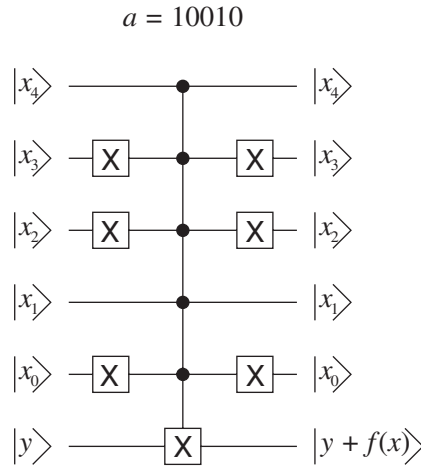 a = 10010
|x₄⟩ |x₄⟩
|x₃⟩ X X |x₃⟩
|x₂⟩ X X |x₂⟩
|x₁⟩ |x₁⟩
|x₀⟩ X X |x₀⟩
|y⟩ X |y + f(x)⟩